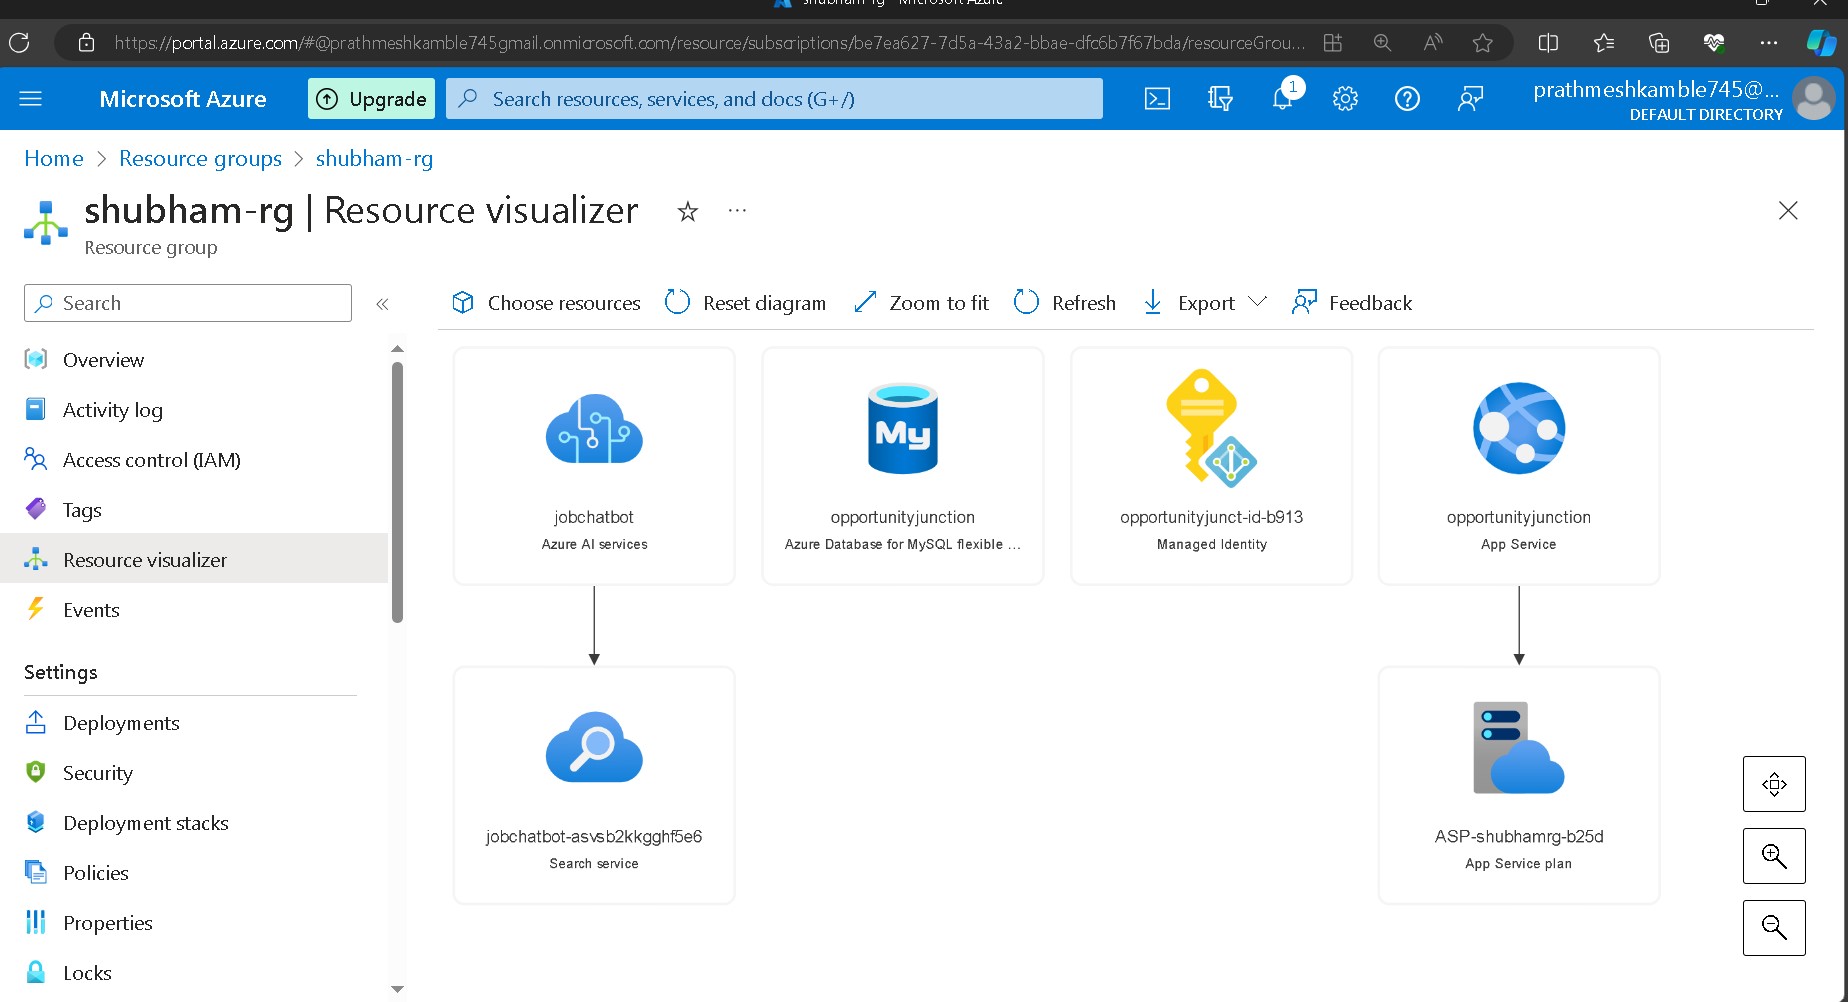 shubham-rg - Microsoft Azure
https://portal.azure.com/#@prathmeshkamble745gmail.onmicrosoft.com/resource/subscriptions/be7ea627-7d5a-43a2-bbae-dfc6b7f67bda/resourceGrou...
Microsoft Azure
Upgrade
Search resources, services, and docs (G+/)
1
prathmeshkamble745@...
DEFAULT DIRECTORY
Home > Resource groups > shubham-rg
shubham-rg | Resource visualizer
Resource group
Search
Choose resources
Reset diagram
Zoom to fit
Refresh
Export
Feedback
Overview
Activity log
Access control (IAM)
Tags
Resource visualizer
Events
Settings
Deployments
Security
Deployment stacks
Policies
Properties
Locks
jobchatbot
Azure AI services
My
opportunityjunction
Azure Database for MySQL flexible ...
opportunityjunct-id-b913
Managed Identity
opportunityjunction
App Service
jobchatbot-asvsb2kkgghf5e6
Search service
ASP-shubhamrg-b25d
App Service plan